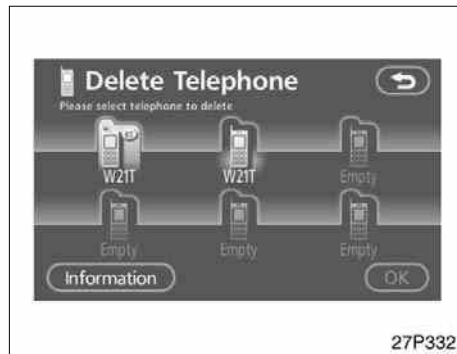 Delete Telephone
Please select telephone to delete
W21T W21T Empty
Empty Empty Empty
Information OK
27P332